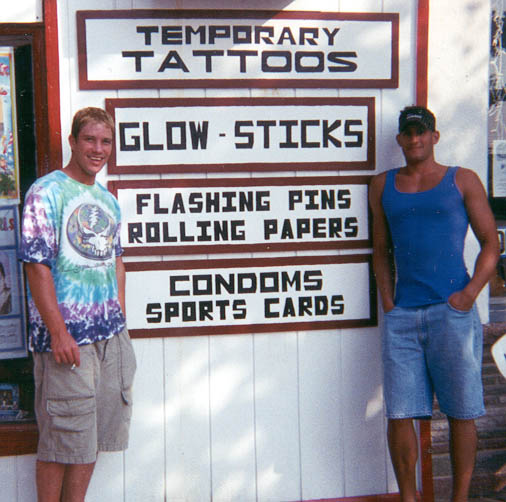 TEMPORARY
TATTOOS
GLOW-STICKS
FLASHING PINS
ROLLING PAPERS
CONDOMS
SPORTS CARDS